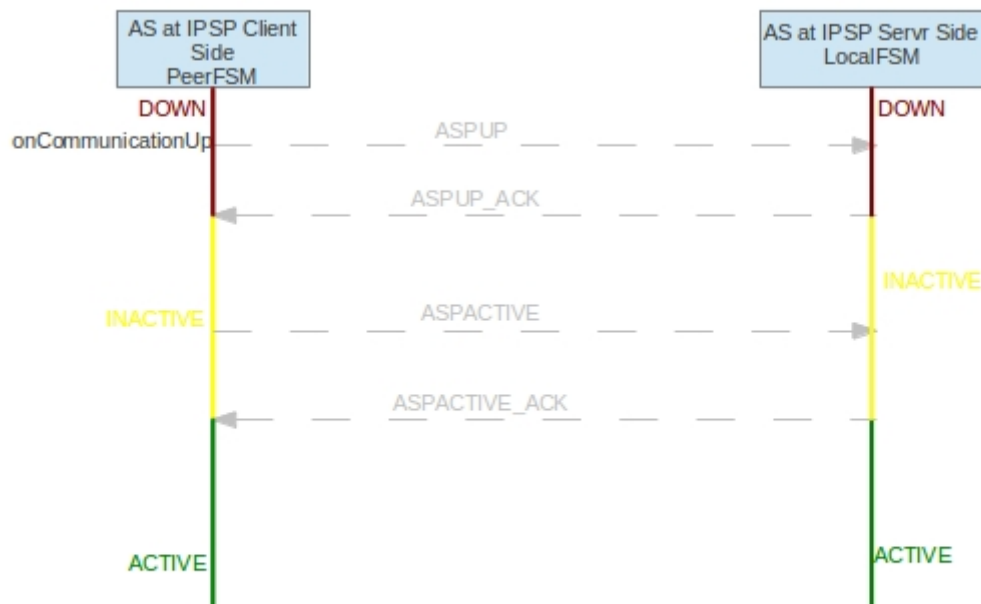 AS at IPSP Client
Side
PeerFSM
AS at IPSP Servr Side
LocalFSM
DOWN
DOWN
onCommunicationUp
ASPUP
ASPUP_ACK
INACTIVE
INACTIVE
ASPACTIVE
ASPACTIVE_ACK
ACTIVE
ACTIVE